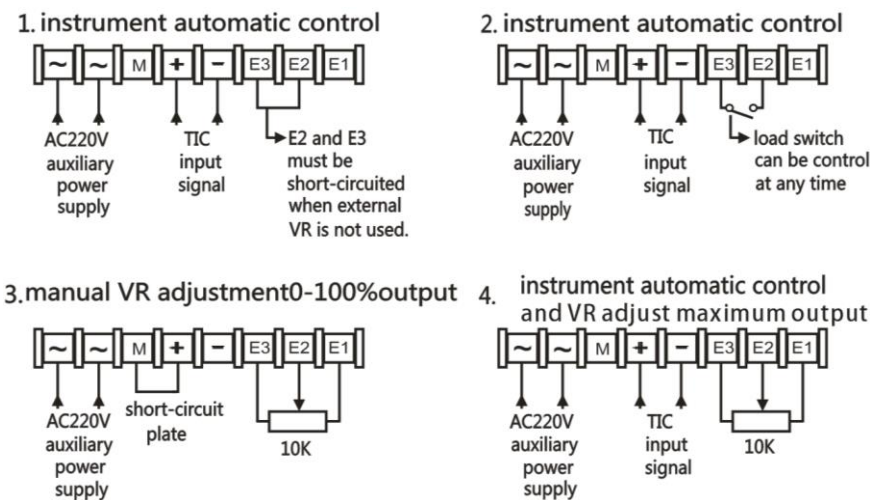 1. instrument automatic control
~ ~ M + − E3 E2 E1
AC220V
auxiliary
power
supply
TIC
input
signal
E2 and E3
must be
short-circuited
when external
VR is not used.
2. instrument automatic control
~ ~ M + − E3 E2 E1
AC220V
auxiliary
power
supply
TIC
input
signal
load switch
can be control
at any time
3.manual VR adjustment0-100%output
~ ~ M + − E3 E2 E1
AC220V
auxiliary
power
supply
short-circuit
plate
10K
4. instrument automatic control
and VR adjust maximum output
~ ~ M + − E3 E2 E1
AC220V
auxiliary
power
supply
TIC
input
signal
10K